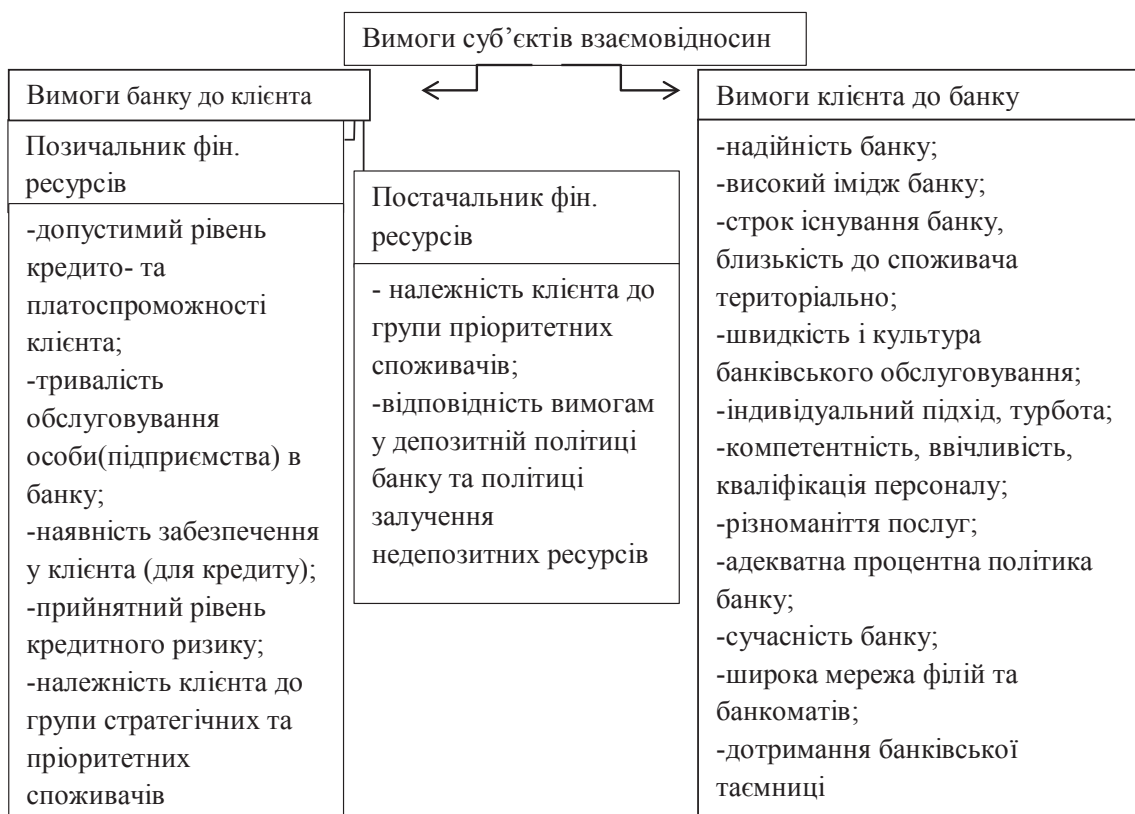 Вимоги суб’єктів взаємовідносин
Вимоги банку до клієнта
Позичальник фін.
ресурсів
-допустимий рівень
кредито- та
платоспроможності
клієнта;
-тривалість
обслуговування
особи(підприємства) в
банку;
-наявність забезпечення
у клієнта (для кредиту);
-прийнятний рівень
кредитного ризику;
-належність клієнта до
групи стратегічних та
пріоритетних
споживачів
Постачальник фін.
ресурсів
- належність клієнта до
групи пріоритетних
споживачів;
-відповідність вимогам
у депозитній політиці
банку та політиці
залучення
недепозитних ресурсів
Вимоги клієнта до банку
-надійність банку;
-високий імідж банку;
-строк існування банку,
близькість до споживача
територіально;
-швидкість і культура
банківського обслуговування;
-індивідуальний підхід, турбота;
-компетентність, ввічливість,
кваліфікація персоналу;
-різноманіття послуг;
-адекватна процентна політика
банку;
-сучасність банку;
-широка мережа філій та
банкоматів;
-дотримання банківської
таємниці